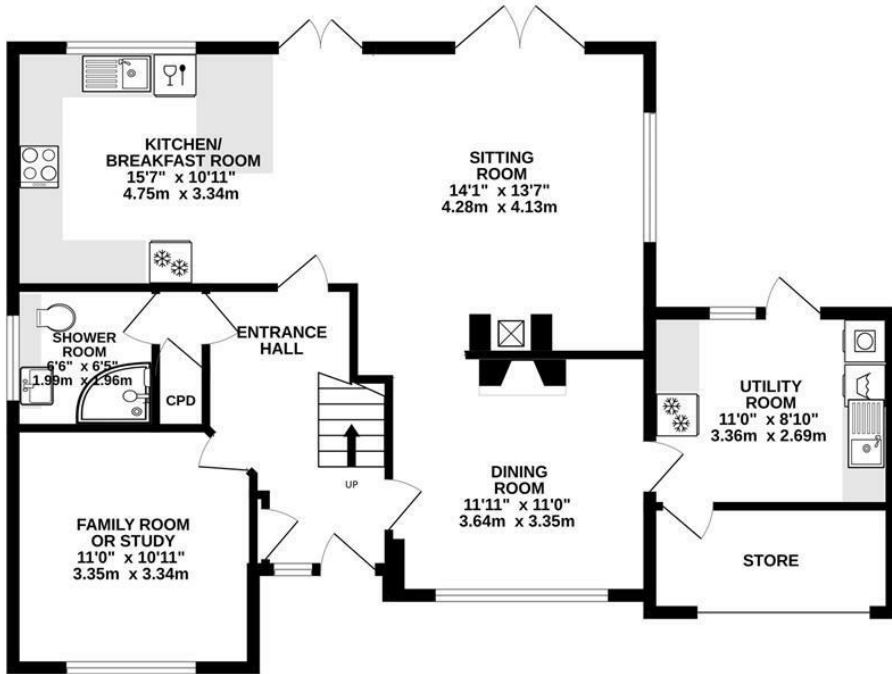 KITCHEN/
BREAKFAST ROOM
15'7" x 10'11"
4.75m x 3.34m
SITTING
ROOM
14'1" x 13'7"
4.28m x 4.13m
SHOWER
ROOM
6'6" x 6'5"
1.99m x 1.96m
CPD
ENTRANCE
HALL
UP
UTILITY
ROOM
11'0" x 8'10"
3.36m x 2.69m
DINING
ROOM
11'11" x 11'0"
3.64m x 3.35m
FAMILY ROOM
OR STUDY
11'0" x 10'11"
3.35m x 3.34m
STORE